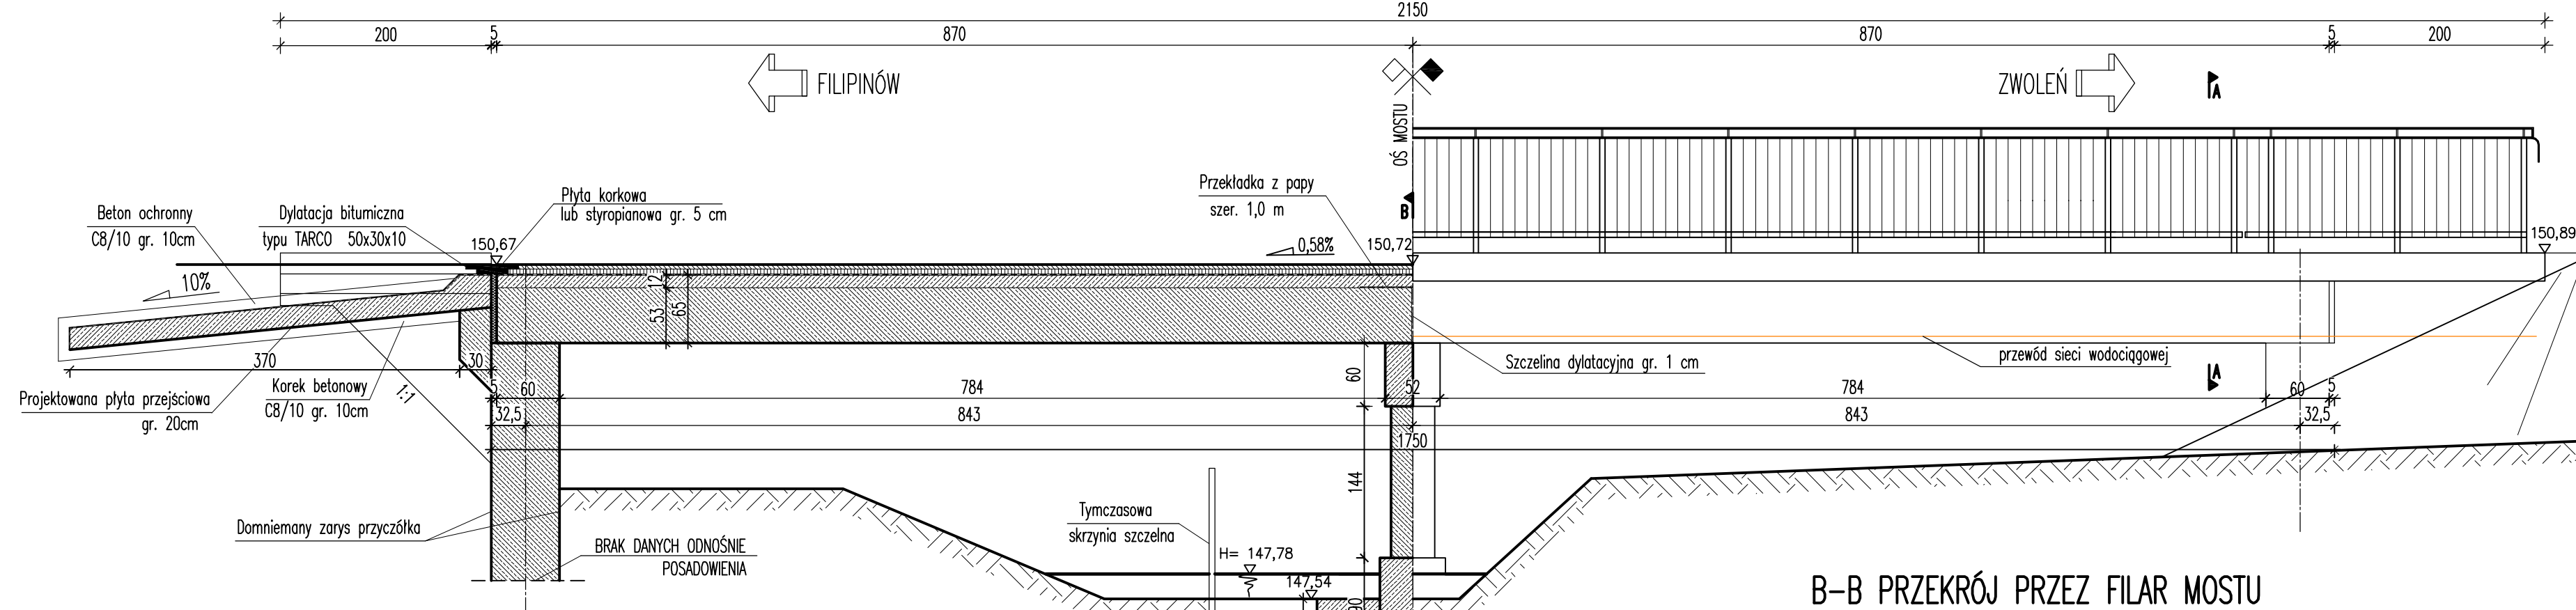 2150
200
5
870
870
5
200
FILIPINÓW
ZWOLEŃ
A
OŚ MOSTU
Przekładka z papy
szer. 1,0 m
B
Płyta korkowa
lub styropianowa gr. 5 cm
Beton ochronny
C8/10 gr. 10cm
Dylatacja bitumiczna
typu TARCO 50x30x10
150,67
0,58%
150,72
150,89
10%
12
53
65
370
30
Projektowana płyta przejściowa
gr. 20cm
Korek betonowy
C8/10 gr. 10cm
1:1
5
60
784
60
52
Szczelina dylatacyjna gr. 1 cm
przewód sieci wodociągowej
A
784
60
5
32,5
843
843
32,5
1750
144
Domniemany zarys przyczółka
BRAK DANYCH ODNOŚNIE
POSADOWIENIA
Tymczasowa
skrzynia szczelna
H= 147,78
147,54
90
B-B PRZEKRÓJ PRZEZ FILAR MOSTU